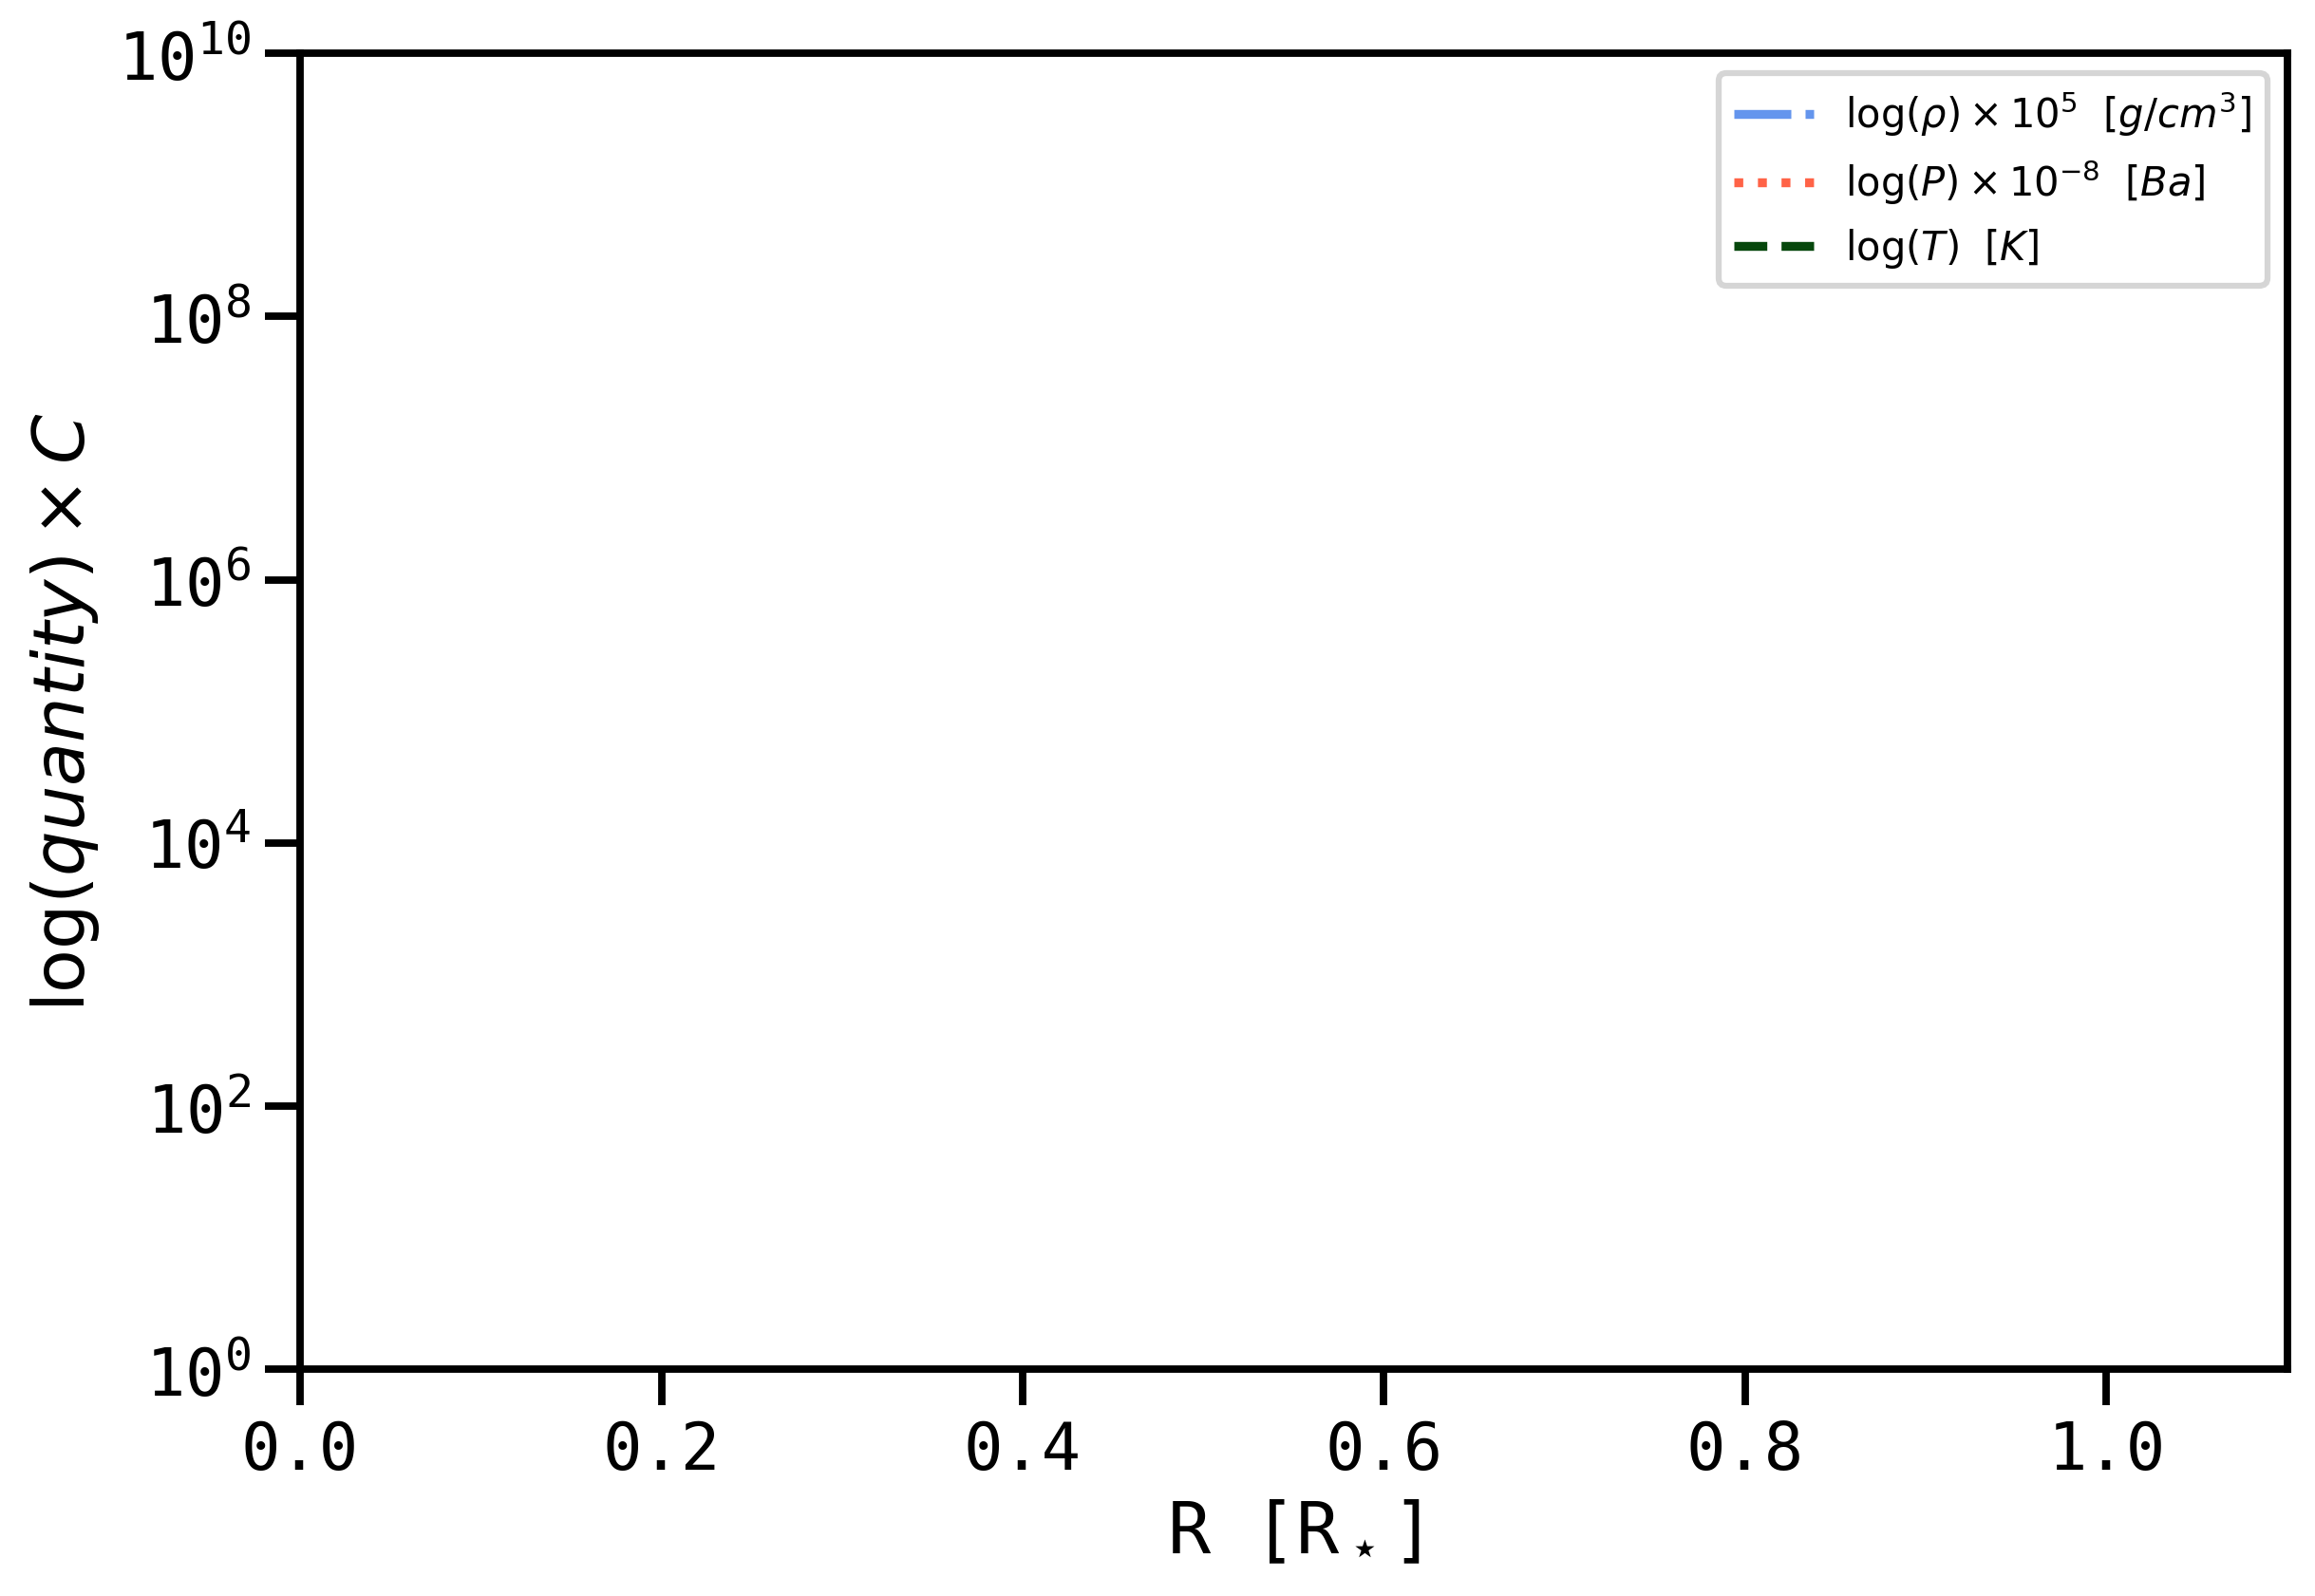 10^10
10^8
10^6
10^4
10^2
10^0
log(quantity) × C
log(ρ) × 10^5 [g/cm^3]
log(P) × 10^−8 [Ba]
log(T) [K]
0.0 0.2 0.4 0.6 0.8 1.0
R [R⋆]